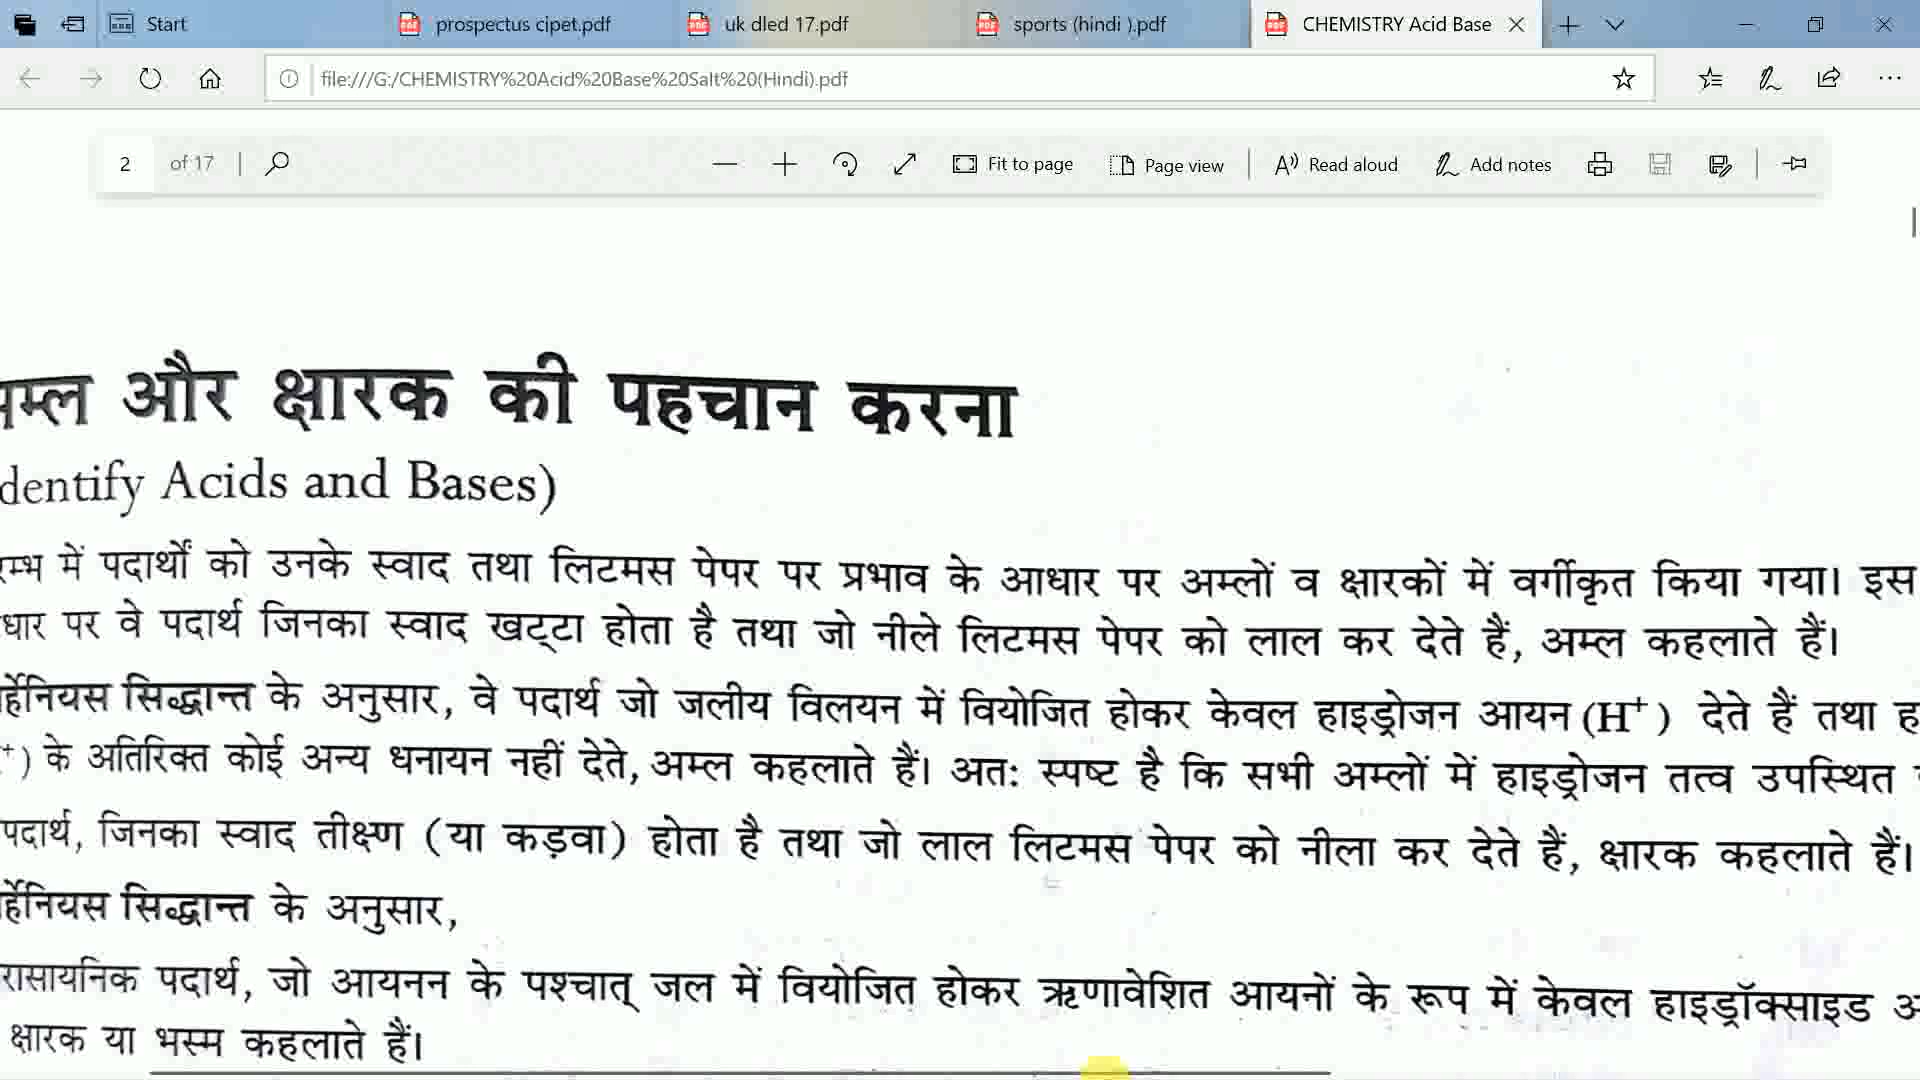 Start
prospectus cipet.pdf
uk dled 17.pdf
sports (hindi ).pdf
CHEMISTRY Acid Base
file:///G:/CHEMISTRY%20Acid%20Base%20Salt%20(Hindi).pdf
2 of 17
Fit to page
Page view
Read aloud
Add notes
और क्षारक की पहचान करना
dentify Acids and Bases)
में पदार्थों को उनके स्वाद तथा लिटमस पेपर पर प्रभाव के आधार पर अम्लों व क्षारकों में वर्गीकृत किया गया। इस
धार पर वे पदार्थ जिनका स्वाद खट्टा होता है तथा जो नीले लिटमस पेपर को लाल कर देते हैं, अम्ल कहलाते हैं।
र्हेनियस सिद्धान्त के अनुसार, वे पदार्थ जो जलीय विलयन में वियोजित होकर केवल हाइड्रोजन आयन (H⁺) देते हैं तथा ह
⁺) के अतिरिक्त कोई अन्य धनायन नहीं देते, अम्ल कहलाते हैं। अतः स्पष्ट है कि सभी अम्लों में हाइड्रोजन तत्व उपस्थित
पदार्थ, जिनका स्वाद तीक्ष्ण (या कड़वा) होता है तथा जो लाल लिटमस पेपर को नीला कर देते हैं, क्षारक कहलाते हैं।
र्हेनियस सिद्धान्त के अनुसार,
रासायनिक पदार्थ, जो आयनन के पश्चात् जल में वियोजित होकर ऋणावेशित आयनों के रूप में केवल हाइड्रॉक्साइड
क्षारक या भस्म कहलाते हैं।